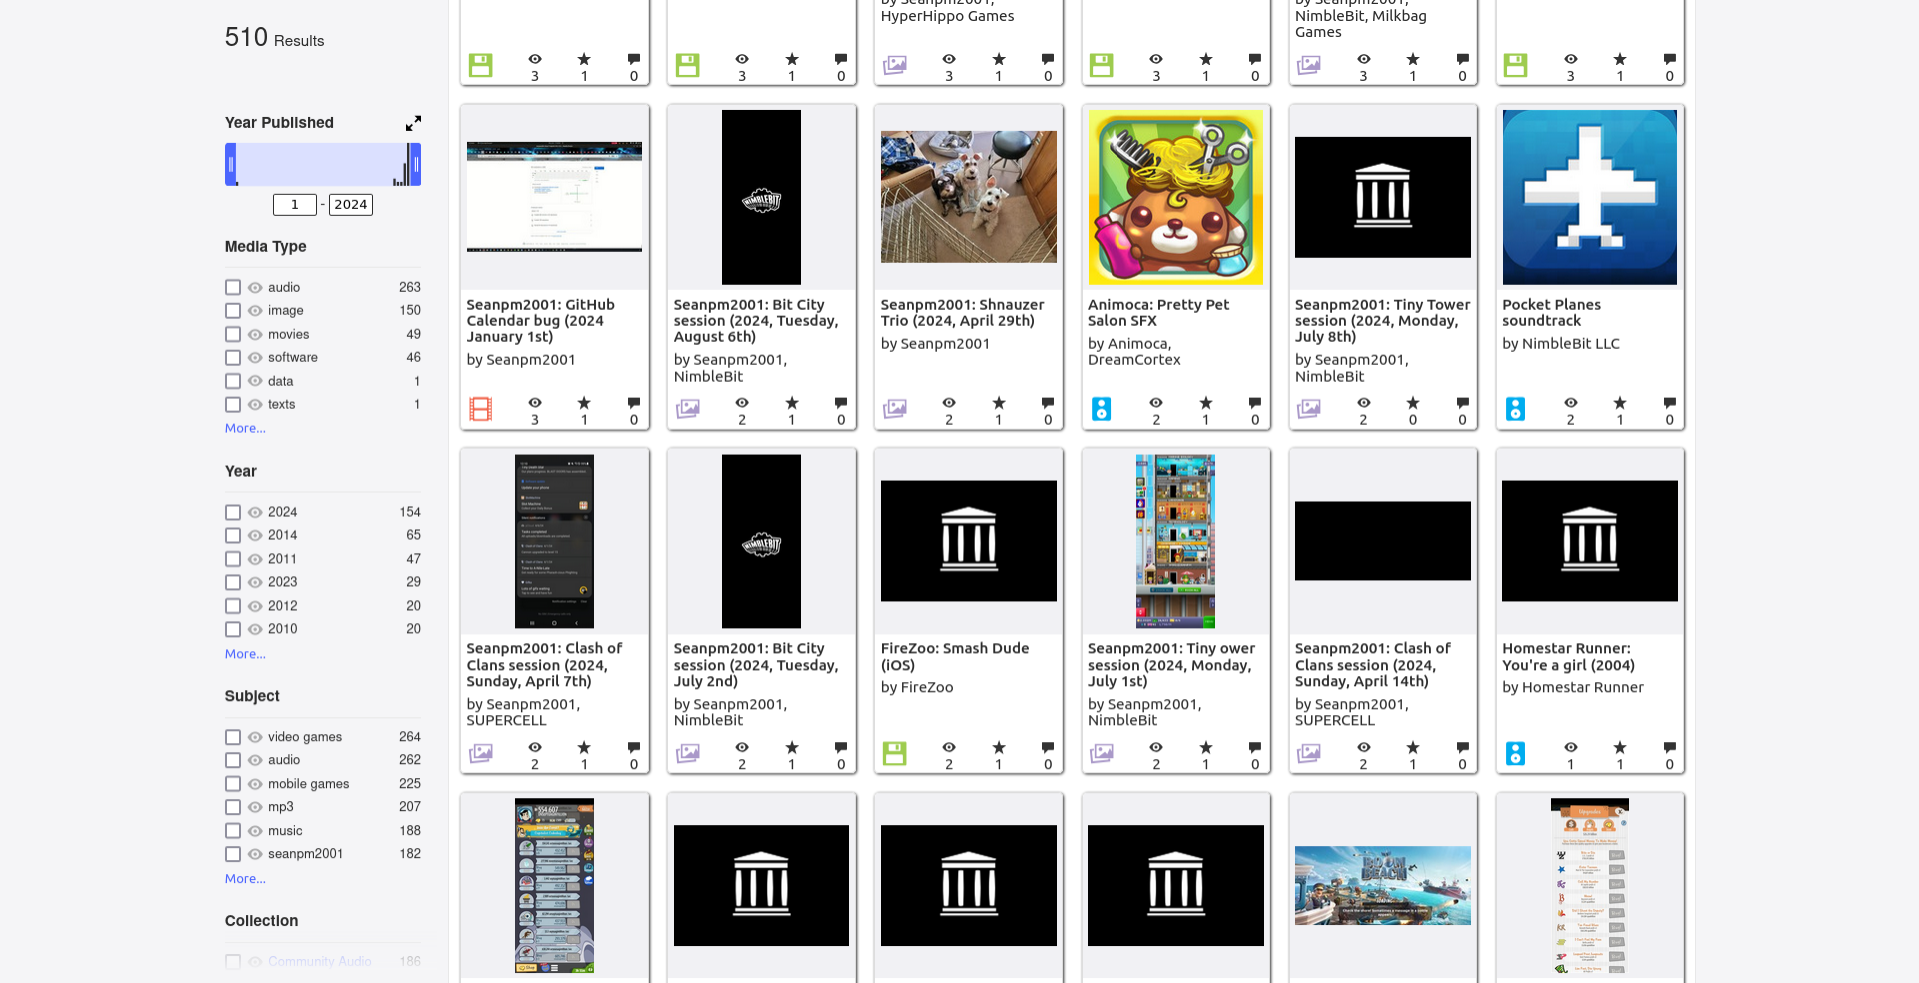 510 Results
Year Published
1 - 2024
Media Type
audio 263
image 150
movies 49
software 46
data 1
texts 1
More...
Year
2024 154
2014 65
2011 47
2023 29
2012 20
2010 20
More...
Subject
video games 264
audio 262
mobile games 225
mp3 207
music 188
seanpm2001 182
More...
Collection
Community Audio 186
3 1 0
3 1 0
by Seanpm2001,
HyperHippo Games
3 1 0
3 1 0
by Seanpm2001,
NimbleBit, Milkbag
Games
3 1 0
3 1 0
Seanpm2001: GitHub
Calendar bug (2024
January 1st)
by Seanpm2001
3 1 0
NIMBLEBIT
Seanpm2001: Bit City
session (2024, Tuesday,
August 6th)
by Seanpm2001,
NimbleBit
2 1 0
Seanpm2001: Shnauzer
Trio (2024, April 29th)
by Seanpm2001
2 1 0
Animoca: Pretty Pet
Salon SFX
by Animoca,
DreamCortex
2 1 0
Seanpm2001: Tiny Tower
session (2024, Monday,
July 8th)
by Seanpm2001,
NimbleBit
2 0 0
Pocket Planes
soundtrack
by NimbleBit LLC
2 1 0
Seanpm2001: Clash of
Clans session (2024,
Sunday, April 7th)
by Seanpm2001,
SUPERCELL
2 1 0
NIMBLEBIT
Seanpm2001: Bit City
session (2024, Tuesday,
July 2nd)
by Seanpm2001,
NimbleBit
2 1 0
FireZoo: Smash Dude
(iOS)
by FireZoo
2 1 0
Seanpm2001: Tiny ower
session (2024, Monday,
July 1st)
by Seanpm2001,
NimbleBit
2 1 0
Seanpm2001: Clash of
Clans session (2024,
Sunday, April 14th)
by Seanpm2001,
SUPERCELL
2 1 0
Homestar Runner:
You're a girl (2004)
by Homestar Runner
1 1 0
BOOM
BEACH